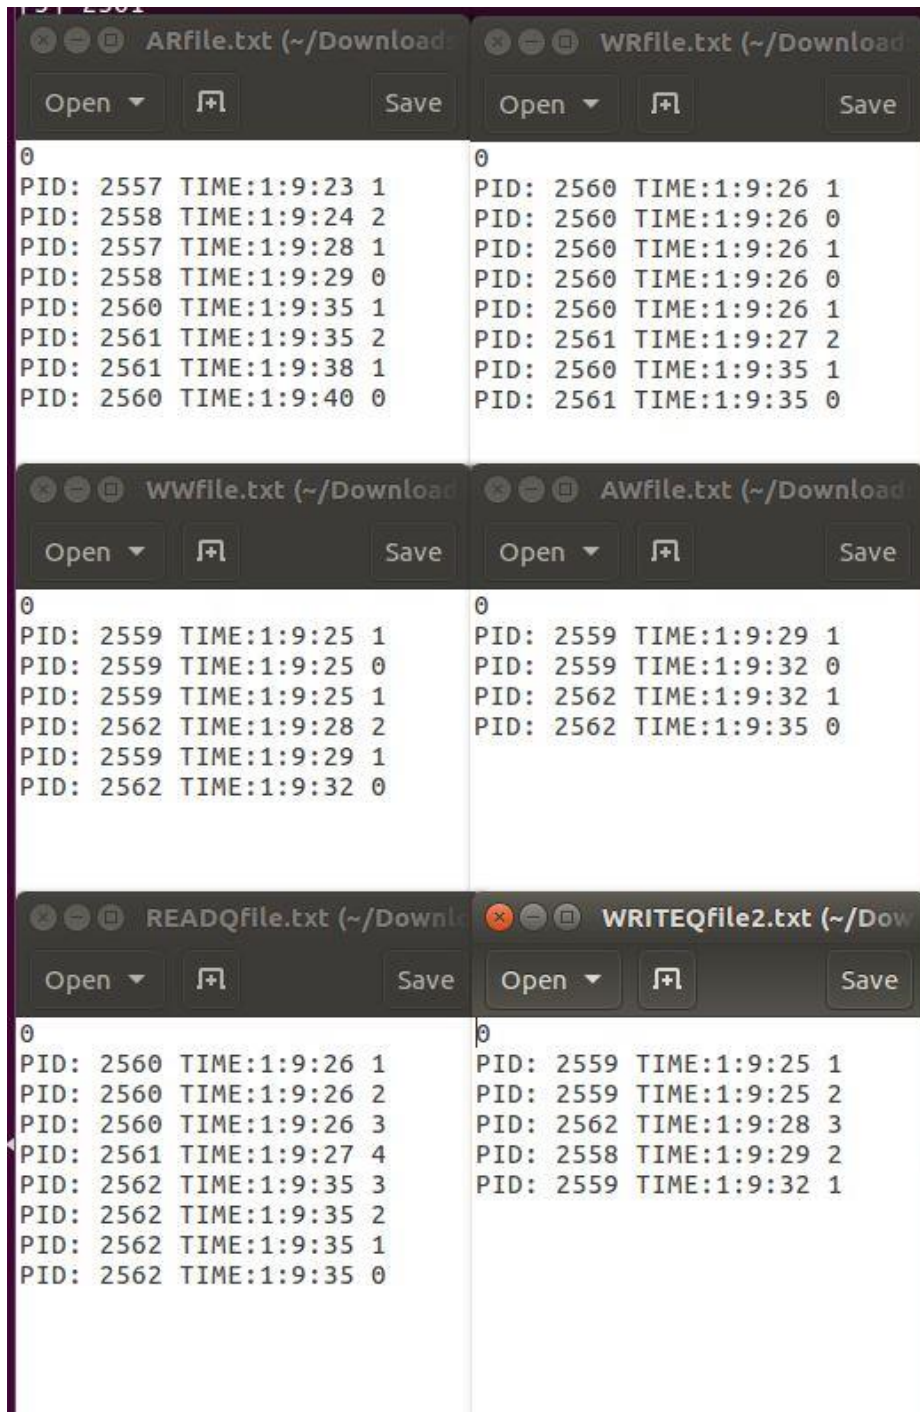 ARfile.txt (~/Downloads
Open Save
0
PID: 2557 TIME:1:9:23 1
PID: 2558 TIME:1:9:24 2
PID: 2557 TIME:1:9:28 1
PID: 2558 TIME:1:9:29 0
PID: 2560 TIME:1:9:35 1
PID: 2561 TIME:1:9:35 2
PID: 2561 TIME:1:9:38 1
PID: 2560 TIME:1:9:40 0
WRfile.txt (~/Download
Open Save
0
PID: 2560 TIME:1:9:26 1
PID: 2560 TIME:1:9:26 0
PID: 2560 TIME:1:9:26 1
PID: 2560 TIME:1:9:26 0
PID: 2560 TIME:1:9:26 1
PID: 2561 TIME:1:9:27 2
PID: 2560 TIME:1:9:35 1
PID: 2561 TIME:1:9:35 0
WWfile.txt (~/Download
Open Save
0
PID: 2559 TIME:1:9:25 1
PID: 2559 TIME:1:9:25 0
PID: 2559 TIME:1:9:25 1
PID: 2562 TIME:1:9:28 2
PID: 2559 TIME:1:9:29 1
PID: 2562 TIME:1:9:32 0
AWfile.txt (~/Download
Open Save
0
PID: 2559 TIME:1:9:29 1
PID: 2559 TIME:1:9:32 0
PID: 2562 TIME:1:9:32 1
PID: 2562 TIME:1:9:35 0
READQfile.txt (~/Downlo
Open Save
0
PID: 2560 TIME:1:9:26 1
PID: 2560 TIME:1:9:26 2
PID: 2560 TIME:1:9:26 3
PID: 2561 TIME:1:9:27 4
PID: 2562 TIME:1:9:35 3
PID: 2562 TIME:1:9:35 2
PID: 2562 TIME:1:9:35 1
PID: 2562 TIME:1:9:35 0
WRITEQfile2.txt (~/Dow
Open Save
0
PID: 2559 TIME:1:9:25 1
PID: 2559 TIME:1:9:25 2
PID: 2562 TIME:1:9:28 3
PID: 2558 TIME:1:9:29 2
PID: 2559 TIME:1:9:32 1